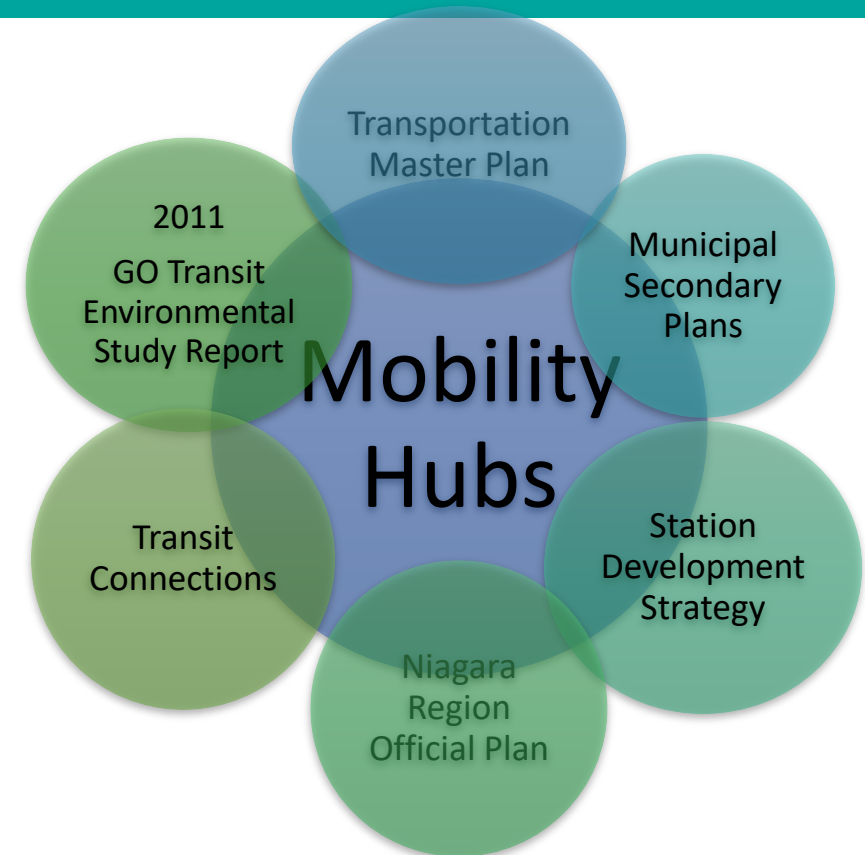 Transportation
Master Plan
2011
GO Transit
Environmental
Study Report
Municipal
Secondary
Plans
Mobility
Hubs
Transit
Connections
Station
Development
Strategy
Niagara
Region
Official Plan